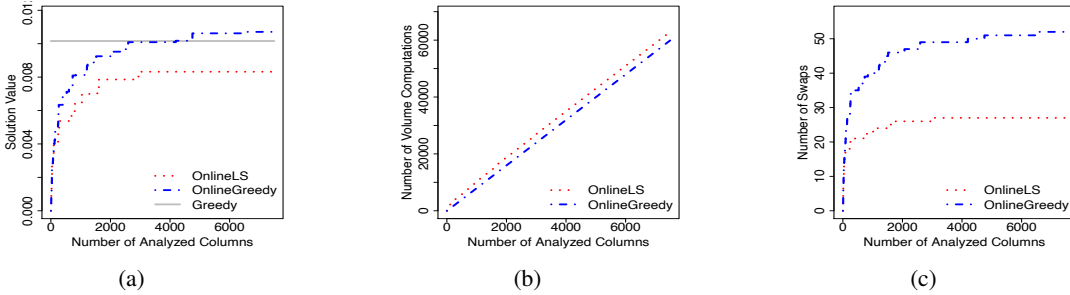 Solution Value
0.000 0.004 0.008
0 2000 4000 6000
Number of Analyzed Columns
OnlineLS
OnlineGreedy
Greedy
(a)
Number of Volume Computations
0 20000 40000 60000
0 2000 4000 6000
Number of Analyzed Columns
OnlineLS
OnlineGreedy
(b)
Number of Swaps
0 10 20 30 40 50
0 2000 4000 6000
Number of Analyzed Columns
OnlineLS
OnlineGreedy
(c)